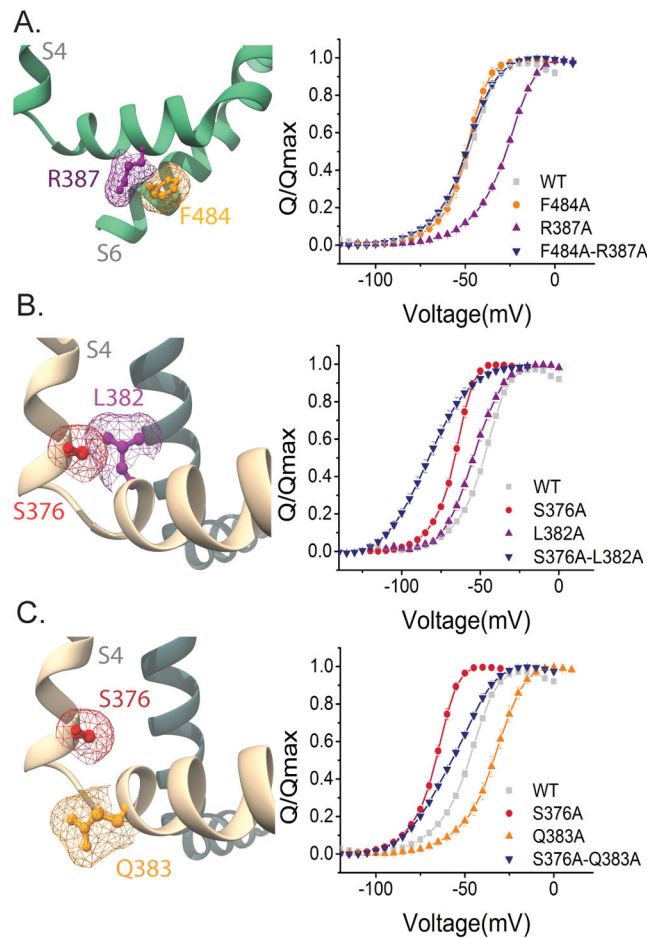 A.
S4
R387
F484
S6
Q/Qmax
1.0
0.8
0.6
0.4
0.2
0.0
WT
F484A
R387A
F484A-R387A
-100 -50 0
Voltage(mV)
B.
S4
L382
S376
Q/Qmax
1.0
0.8
0.6
0.4
0.2
0.0
WT
S376A
L382A
S376A-L382A
-100 -50 0
Voltage(mV)
C.
S4
S376
Q383
Q/Qmax
1.0
0.8
0.6
0.4
0.2
0.0
WT
S376A
Q383A
S376A-Q383A
-100 -50 0
Voltage(mV)